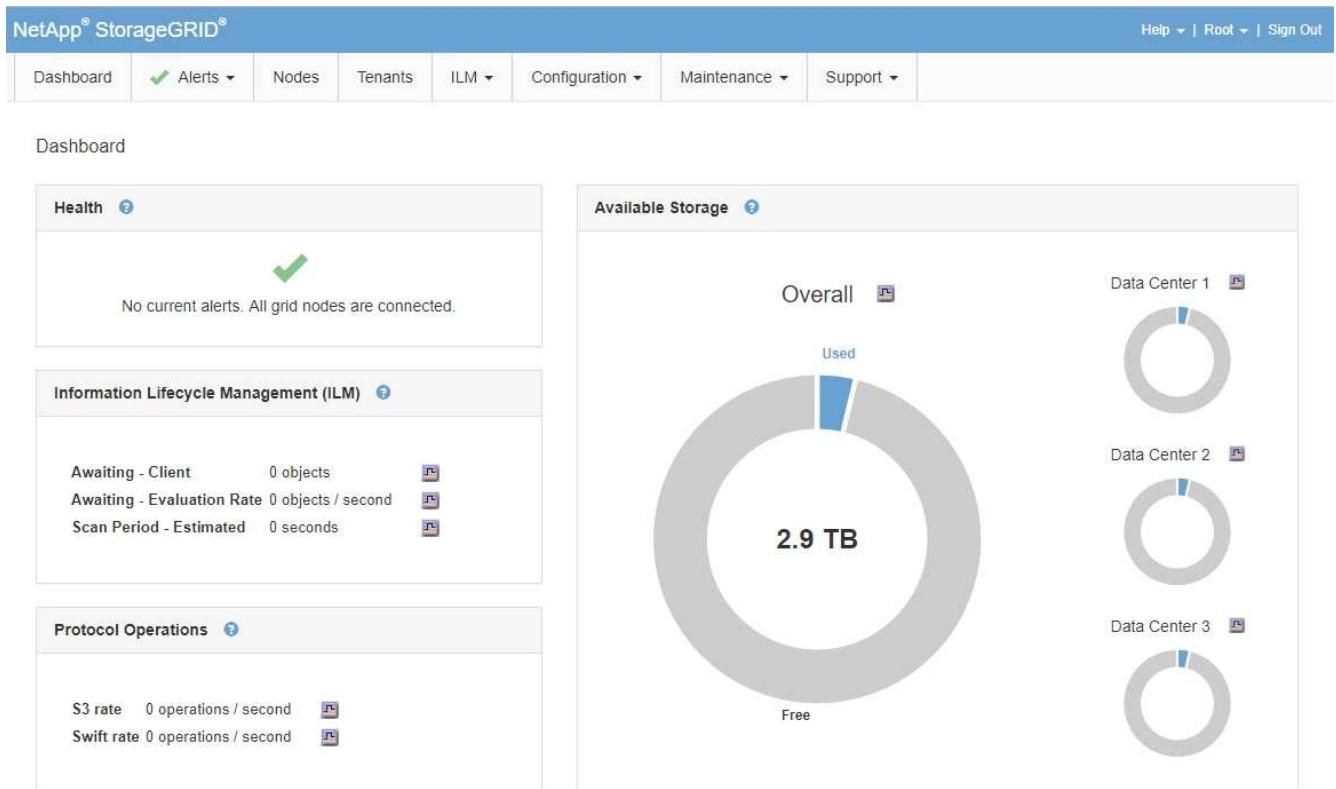 NetApp® StorageGRID®
Help | Root | Sign Out
Dashboard Alerts Nodes Tenants ILM Configuration Maintenance Support
Dashboard
Health
No current alerts. All grid nodes are connected.
Information Lifecycle Management (ILM)
Awaiting - Client 0 objects
Awaiting - Evaluation Rate 0 objects / second
Scan Period - Estimated 0 seconds
Protocol Operations
S3 rate 0 operations / second
Swift rate 0 operations / second
Available Storage
Overall
Used
2.9 TB
Free
Data Center 1
Data Center 2
Data Center 3